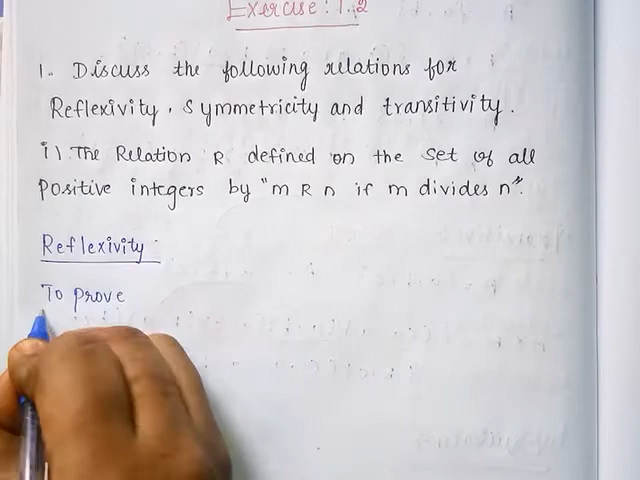 Exercise : 1.2
1. Discuss the following relations for
Reflexivity, Symmetricity and transitivity.
i) The Relation R defined on the set of all
positive integers by "m R n if m divides n".
Reflexivity :
To prove